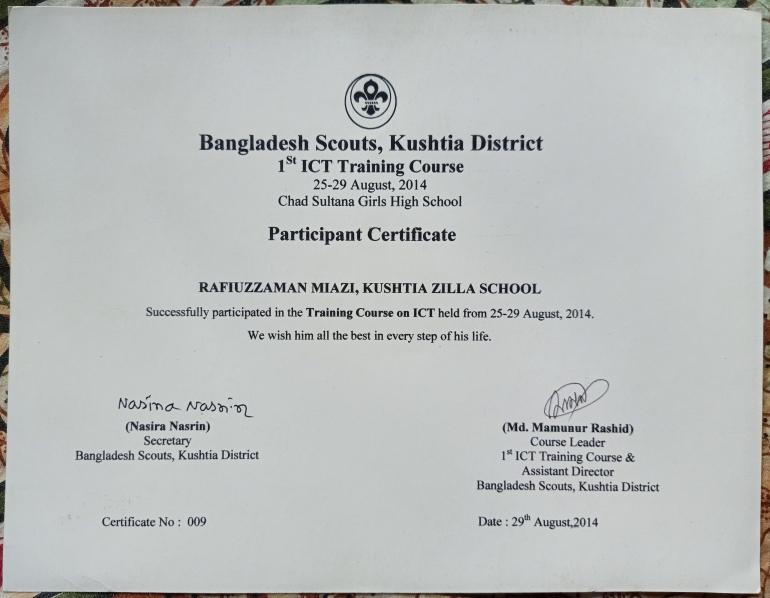 Bangladesh Scouts, Kushtia District
1St ICT Training Course
25-29 August, 2014
Chad Sultana Girls High School
Participant Certificate
RAFIUZZAMAN MIAZI, KUSHTIA ZILLA SCHOOL
Successfully participated in the Training Course on ICT held from 25-29 August, 2014.
We wish him all the best in every step of his life.
Nasira Nasrin
(Nasira Nasrin)
Secretary
Bangladesh Scouts, Kushtia District
(Md. Mamunur Rashid)
Course Leader
1st ICT Training Course &
Assistant Director
Bangladesh Scouts, Kushtia District
Certificate No : 009
Date : 29th August,2014